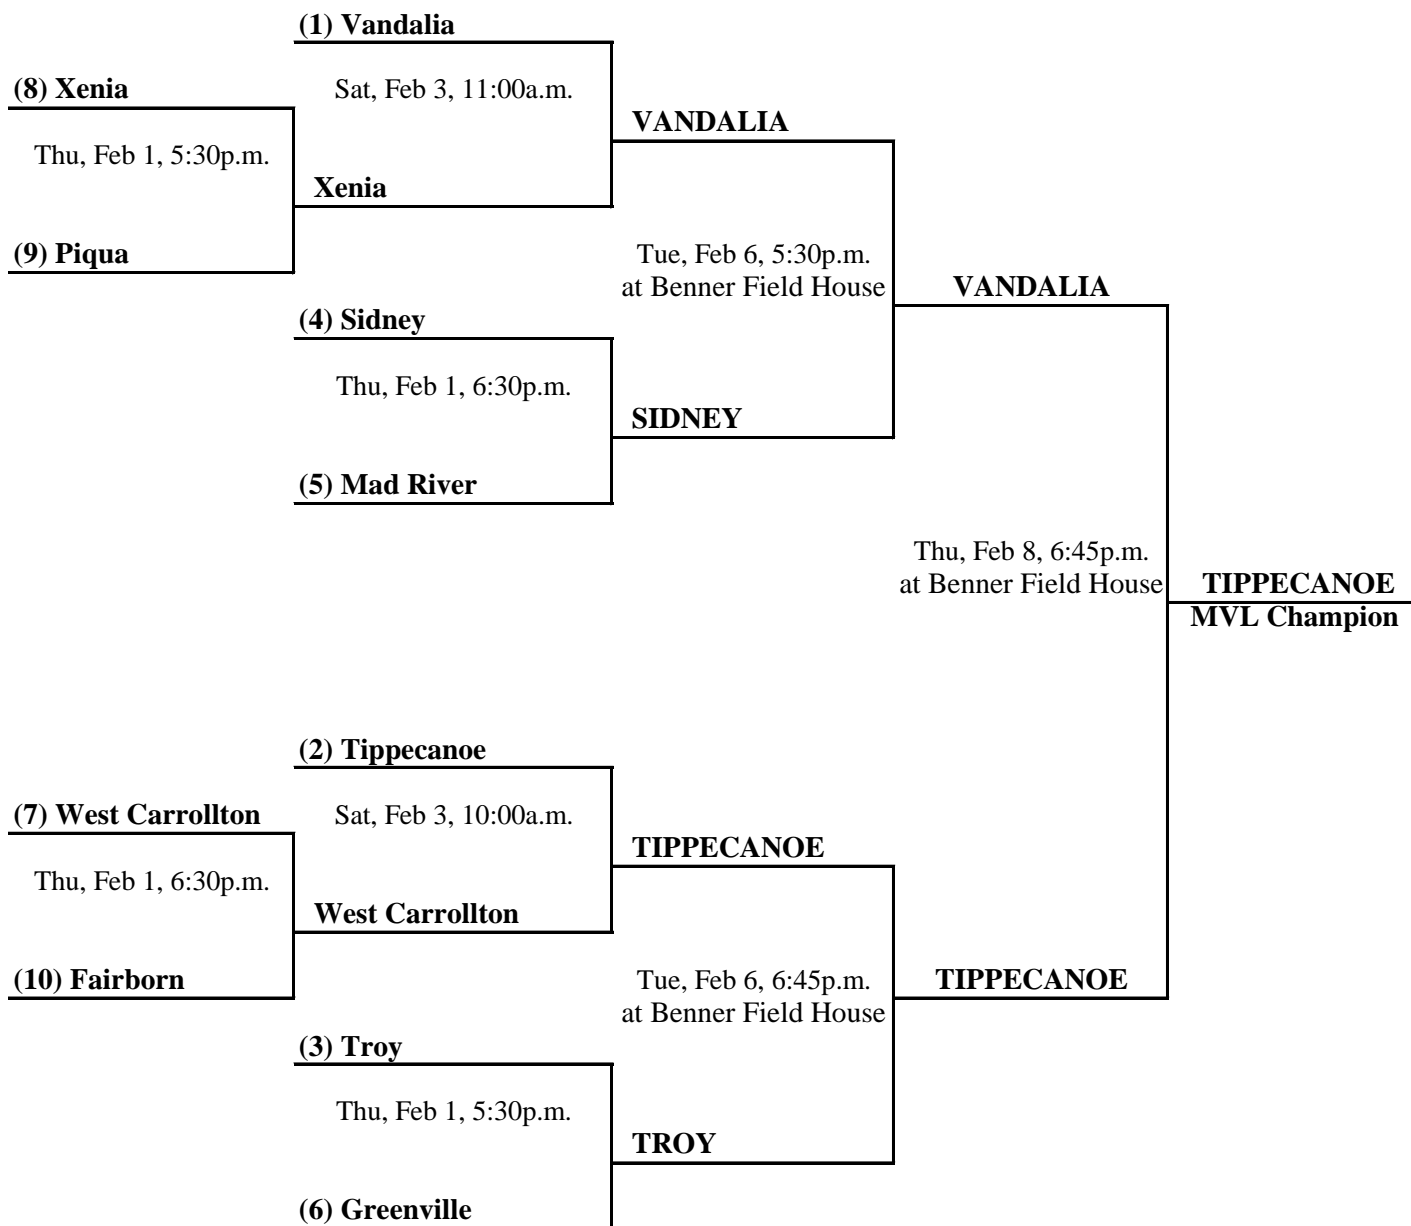 (1) Vandalia
(8) Xenia
Sat, Feb 3, 11:00a.m.
VANDALIA
Thu, Feb 1, 5:30p.m.
Xenia
(9) Piqua
Tue, Feb 6, 5:30p.m.
at Benner Field House
VANDALIA
(4) Sidney
Thu, Feb 1, 6:30p.m.
SIDNEY
(5) Mad River
Thu, Feb 8, 6:45p.m.
at Benner Field House
TIPPECANOE
MVL Champion
(2) Tippecanoe
(7) West Carrollton
Sat, Feb 3, 10:00a.m.
TIPPECANOE
Thu, Feb 1, 6:30p.m.
West Carrollton
(10) Fairborn
Tue, Feb 6, 6:45p.m.
at Benner Field House
TIPPECANOE
(3) Troy
Thu, Feb 1, 5:30p.m.
TROY
(6) Greenville